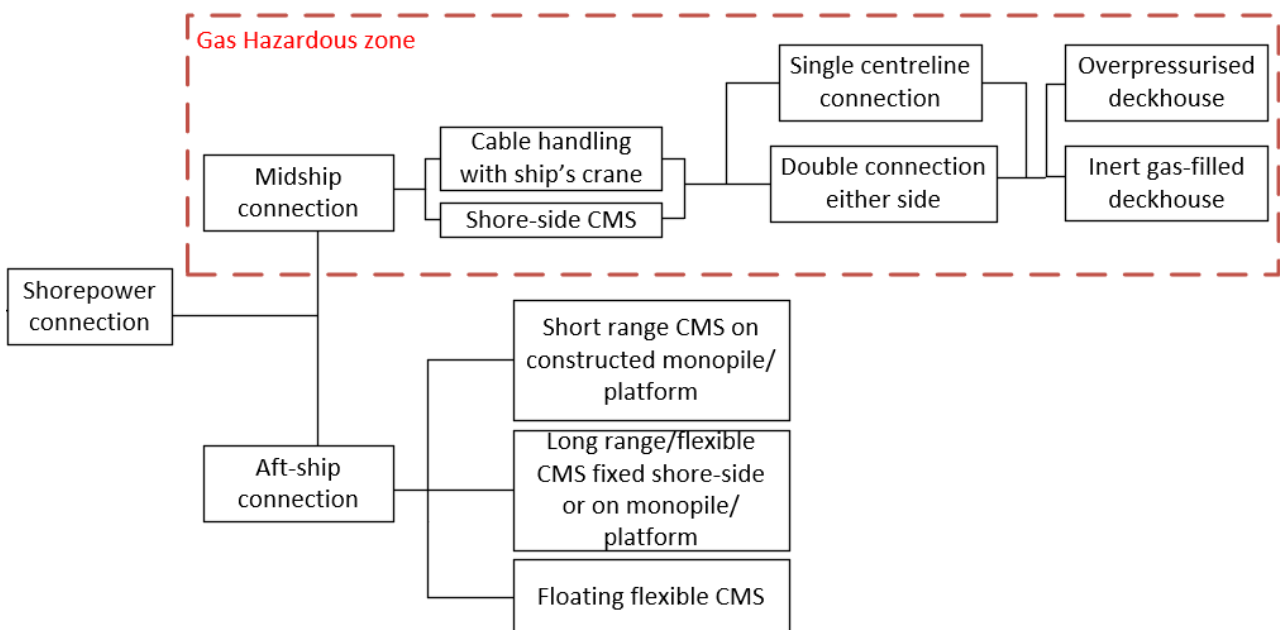 Gas Hazardous zone
Single centreline
connection
Overpressurised
deckhouse
Cable handling
with ship's crane
Midship
connection
Double connection
either side
Inert gas-filled
deckhouse
Shore-side CMS
Shorepower
connection
Short range CMS on
constructed monopile/
platform
Aft-ship
connection
Long range/flexible
CMS fixed shore-side
or on monopile/
platform
Floating flexible CMS